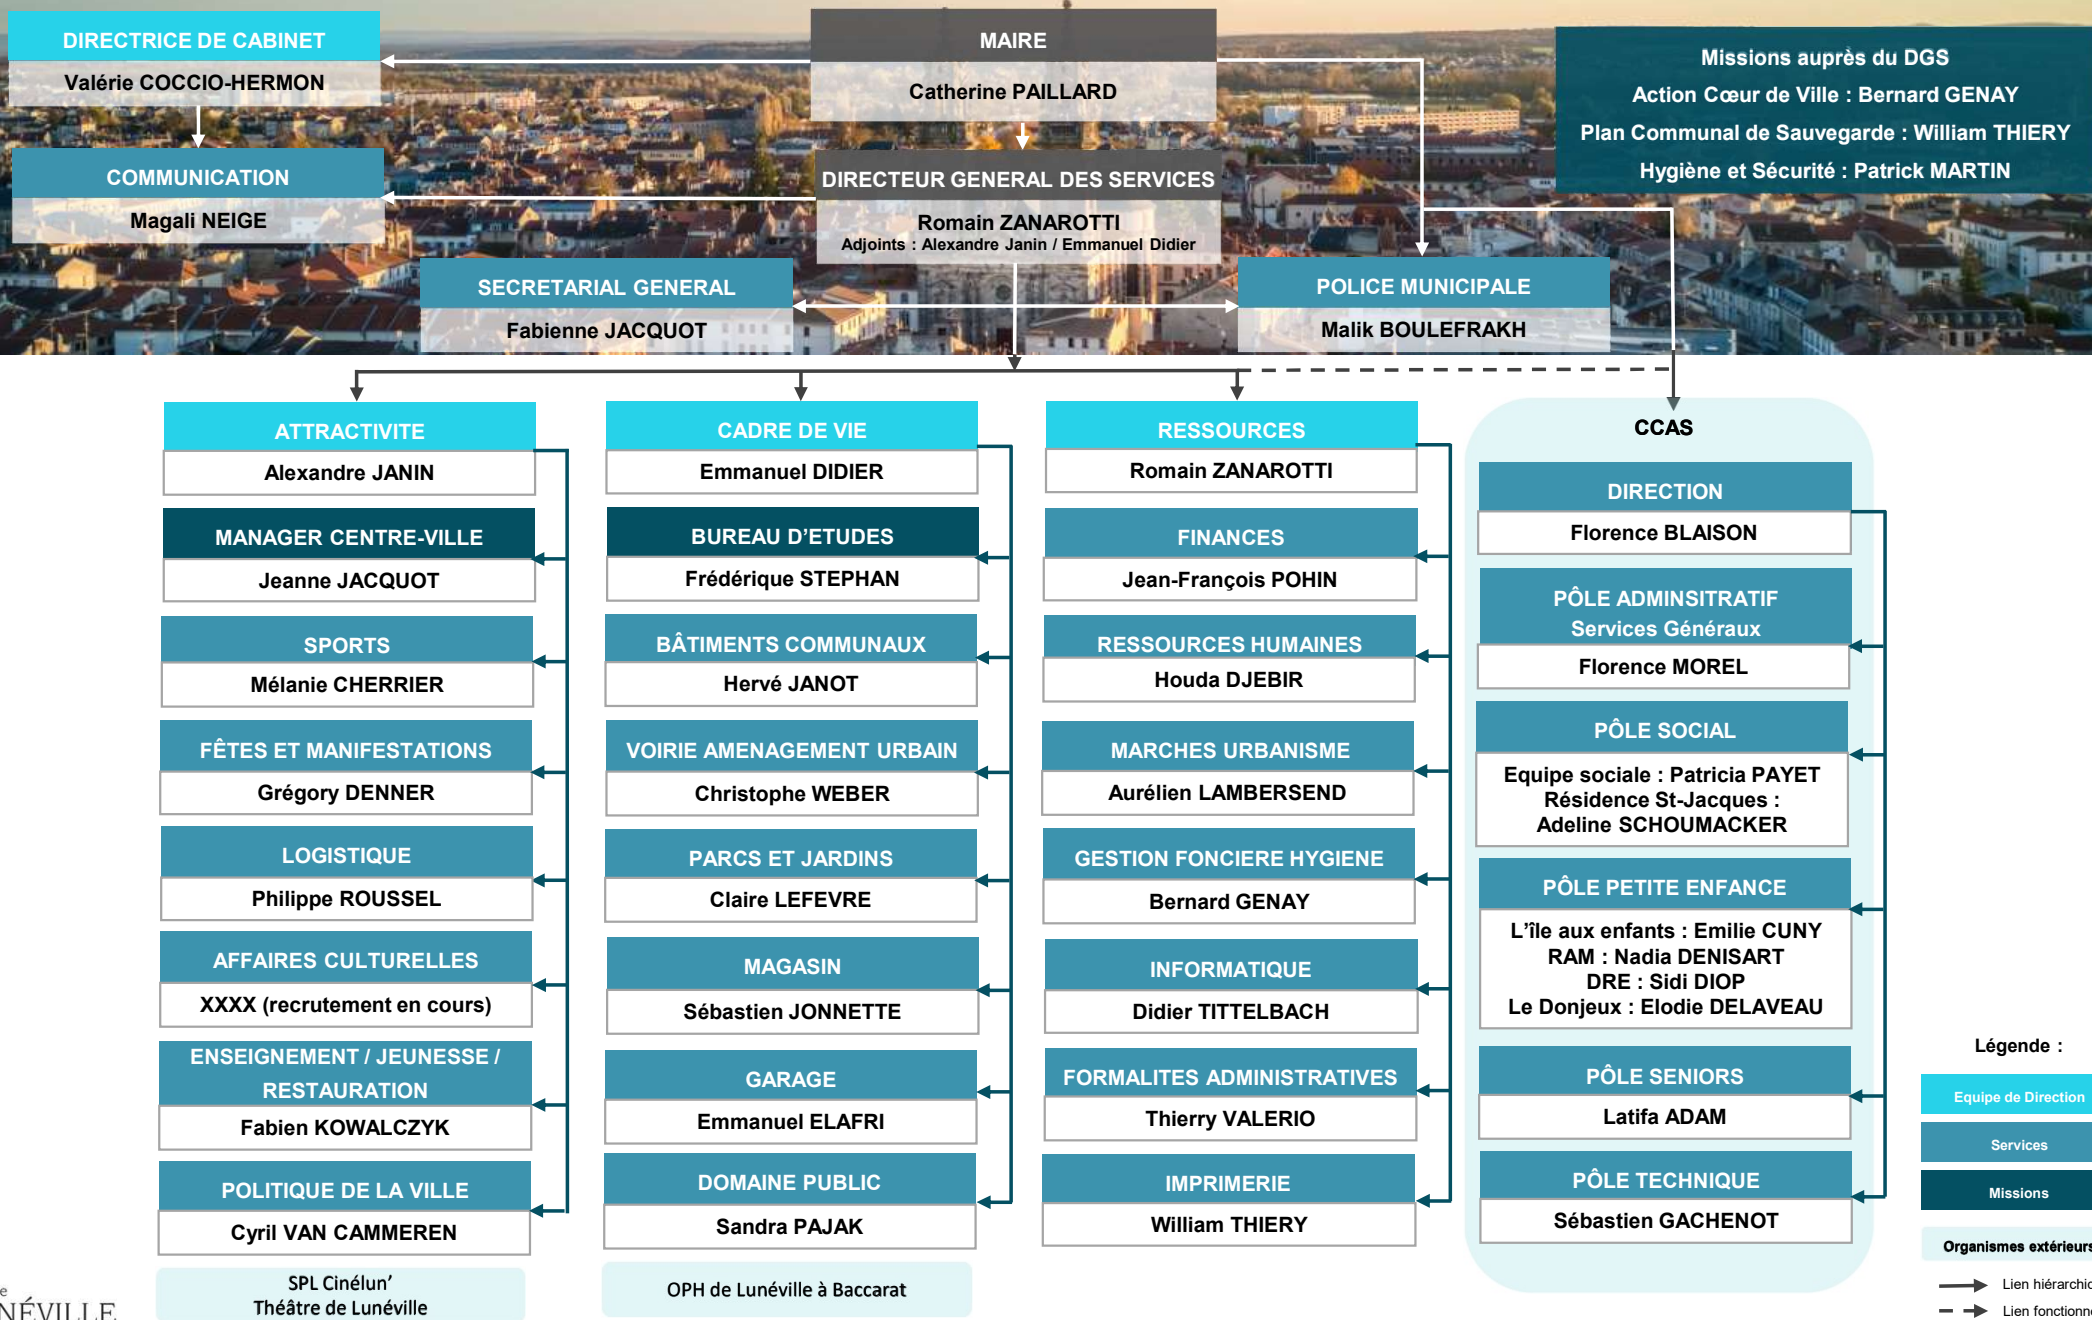 DIRECTRICE DE CABINET
Valérie COCCIO-HERMON
COMMUNICATION
Magali NEIGE
MAIRE
Catherine PAILLARD
DIRECTEUR GENERAL DES SERVICES
Romain ZANAROTTI
Adjoints : Alexandre Janin / Emmanuel Didier
Missions auprès du DGS
Action Cœur de Ville : Bernard GENAY
Plan Communal de Sauvegarde : William THIERY
Hygiène et Sécurité : Patrick MARTIN
SECRETARIAL GENERAL
Fabienne JACQUOT
POLICE MUNICIPALE
Malik BOULEFRAKH
ATTRACTIVITE
Alexandre JANIN
MANAGER CENTRE-VILLE
Jeanne JACQUOT
SPORTS
Mélanie CHERRIER
FÊTES ET MANIFESTATIONS
Grégory DENNER
LOGISTIQUE
Philippe ROUSSEL
AFFAIRES CULTURELLES
XXXX (recrutement en cours)
ENSEIGNEMENT / JEUNESSE /
RESTAURATION
Fabien KOWALCZYK
POLITIQUE DE LA VILLE
Cyril VAN CAMMEREN
SPL Cinélun'
Théâtre de Lunéville
CADRE DE VIE
Emmanuel DIDIER
BUREAU D'ETUDES
Frédérique STEPHAN
BÂTIMENTS COMMUNAUX
Hervé JANOT
VOIRIE AMENAGEMENT URBAIN
Christophe WEBER
PARCS ET JARDINS
Claire LEFEVRE
MAGASIN
Sébastien JONNETTE
GARAGE
Emmanuel ELAFRI
DOMAINE PUBLIC
Sandra PAJAK
OPH de Lunéville à Baccarat
RESSOURCES
Romain ZANAROTTI
FINANCES
Jean-François POHIN
RESSOURCES HUMAINES
Houda DJEBIR
MARCHES URBANISME
Aurélien LAMBERSEND
GESTION FONCIERE HYGIENE
Bernard GENAY
INFORMATIQUE
Didier TITTELBACH
FORMALITES ADMINISTRATIVES
Thierry VALERIO
IMPRIMERIE
William THIERY
CCAS
DIRECTION
Florence BLAISON
PÔLE ADMINSITRATIF
Services Généraux
Florence MOREL
PÔLE SOCIAL
Equipe sociale : Patricia PAYET
Résidence St-Jacques :
Adeline SCHOUMACKER
PÔLE PETITE ENFANCE
L'île aux enfants : Emilie CUNY
RAM : Nadia DENISART
DRE : Sidi DIOP
Le Donjeux : Elodie DELAVEAU
PÔLE SENIORS
Latifa ADAM
PÔLE TECHNIQUE
Sébastien GACHENOT
Légende :
Equipe de Direction
Services
Missions
Organismes extérieurs
Lien hiérarchi
Lien fonctionn
NÉVILLE